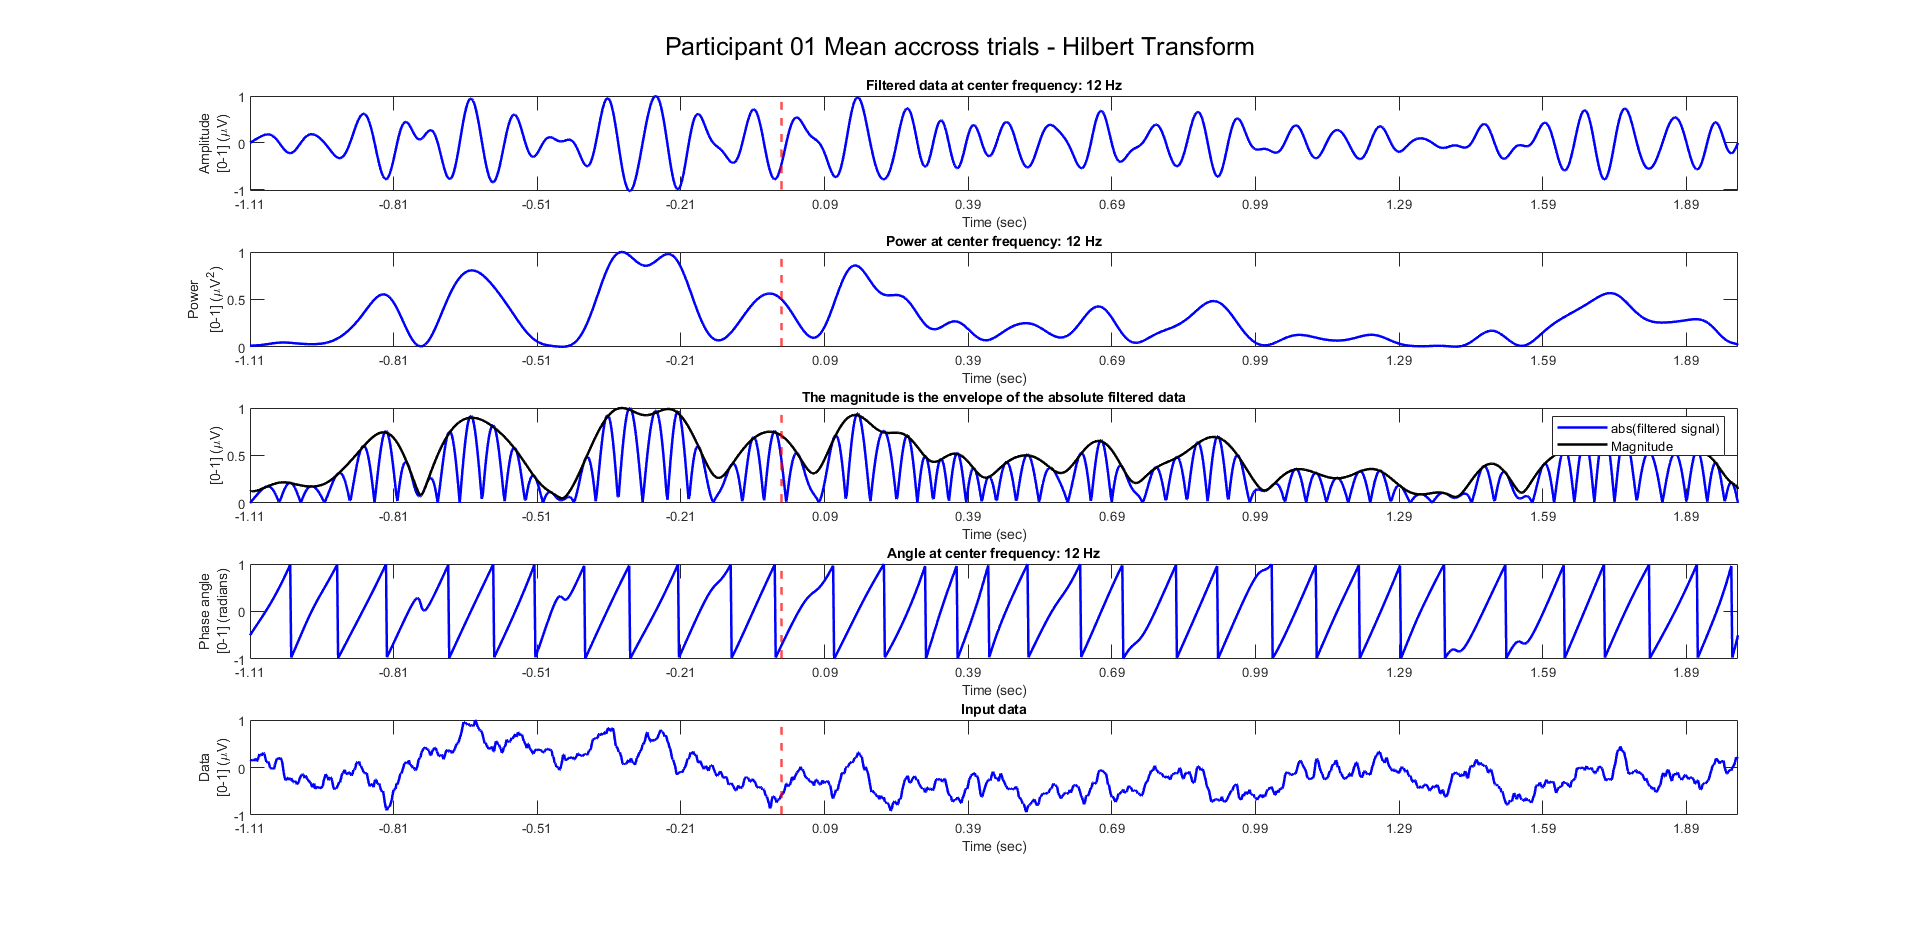 Participant 01 Mean accross trials - Hilbert Transform
Filtered data at center frequency: 12 Hz
Amplitude
[0-1] (μV)
1
0
-1
-1.11 -0.81 -0.51 -0.21 0.09 0.39 0.69 0.99 1.29 1.59 1.89
Time (sec)
Power at center frequency: 12 Hz
Power
[0-1] (μV²)
1
0.5
0
-1.11 -0.81 -0.51 -0.21 0.09 0.39 0.69 0.99 1.29 1.59 1.89
Time (sec)
The magnitude is the envelope of the absolute filtered data
[0-1] (μV)
1
0.5
0
abs(filtered signal)
Magnitude
-1.11 -0.81 -0.51 -0.21 0.09 0.39 0.69 0.99 1.29 1.59 1.89
Time (sec)
Angle at center frequency: 12 Hz
Phase angle
[0-1] (radians)
1
0
-1
-1.11 -0.81 -0.51 -0.21 0.09 0.39 0.69 0.99 1.29 1.59 1.89
Time (sec)
Input data
Data
[0-1] (μV)
1
0
-1
-1.11 -0.81 -0.51 -0.21 0.09 0.39 0.69 0.99 1.29 1.59 1.89
Time (sec)